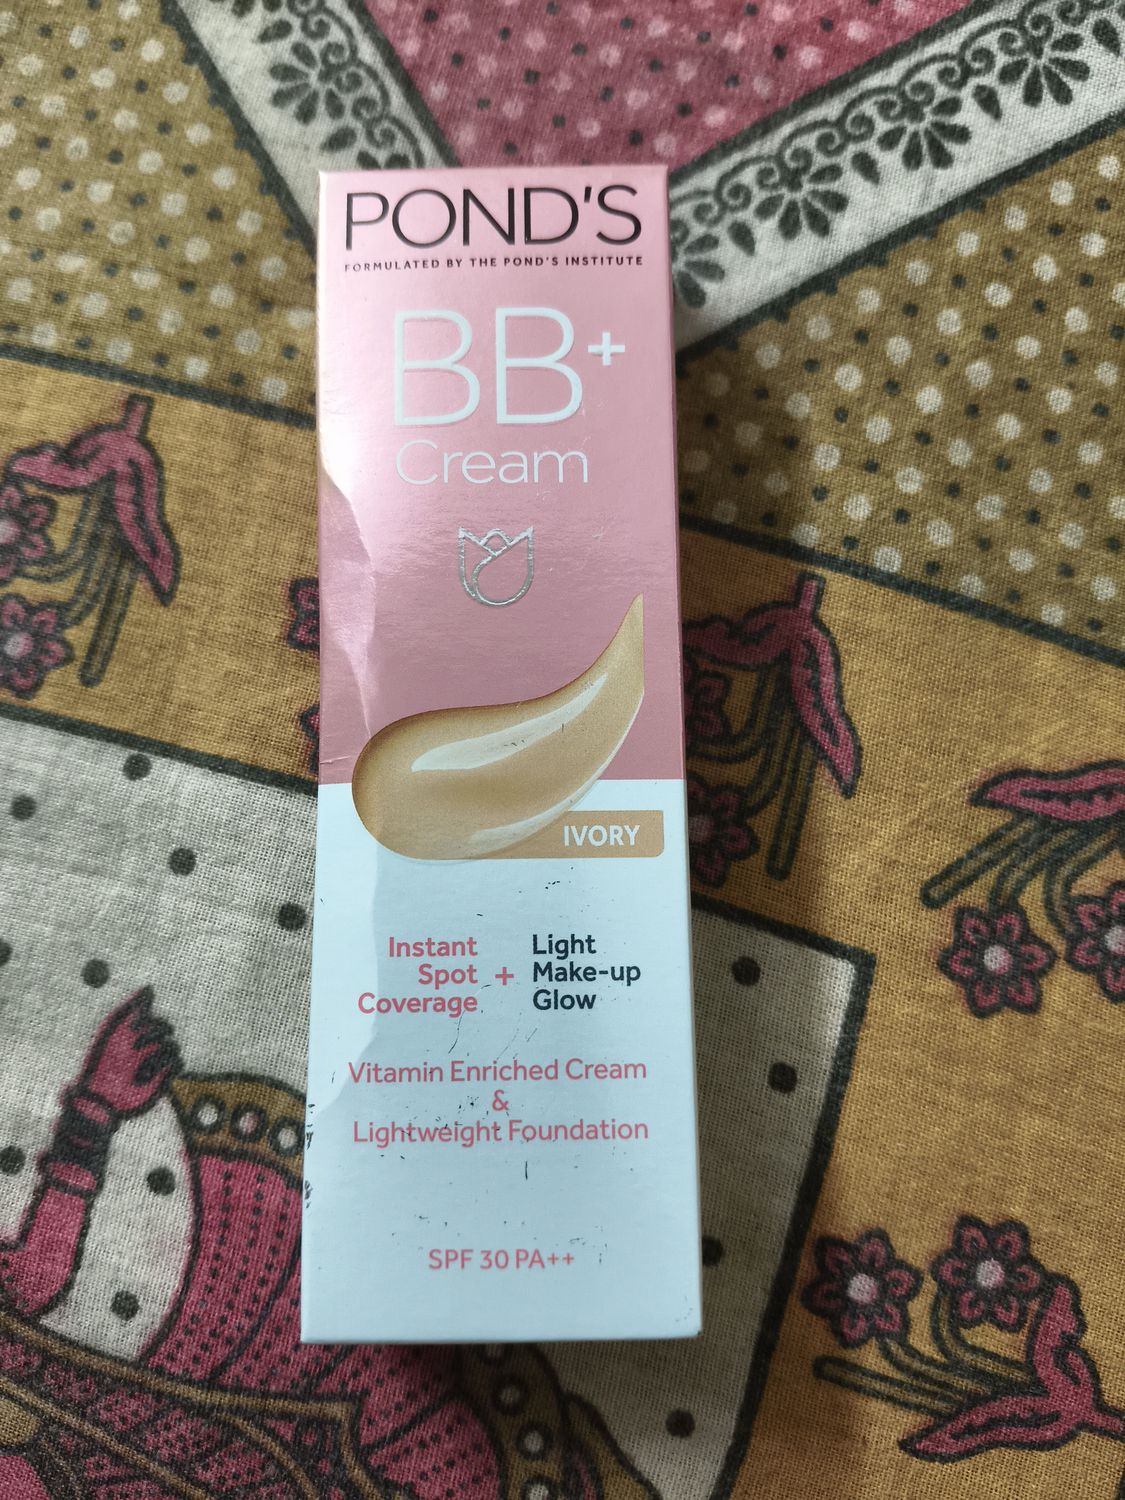 POND'S
FORMULATED BY THE POND'S INSTITUTE
BB+
Cream
IVORY
Instant
Spot
Coverage
+
Light
Make-up
Glow
Vitamin Enriched Cream
&
Lightweight Foundation
SPF 30 PA++